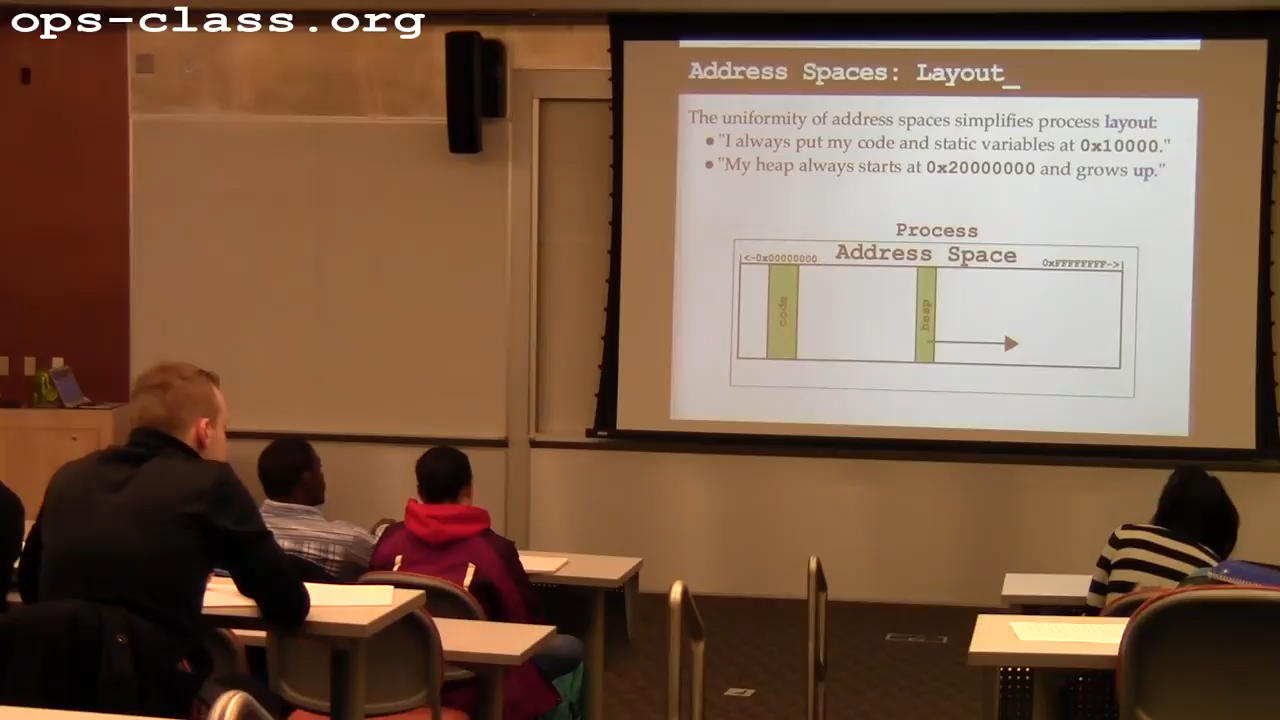 ops-class.org
Address Spaces: Layout_
The uniformity of address spaces simplifies process layout:
• "I always put my code and static variables at 0x10000."
• "My heap always starts at 0x20000000 and grows up."
Process
Address Space
|<-0x00000000
0xFFFFFFFF->|
code
heap